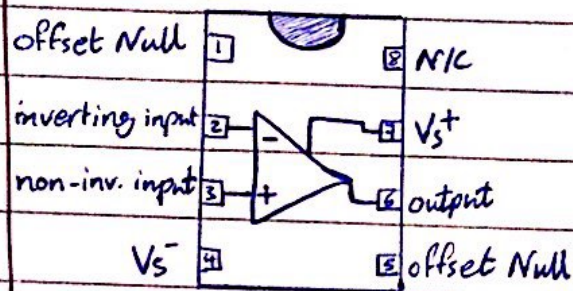 offset Null 1 8 N/C
inverting input 2 - 7 Vs+
non-inv. input 3 + 6 output
Vs- 4 5 offset Null